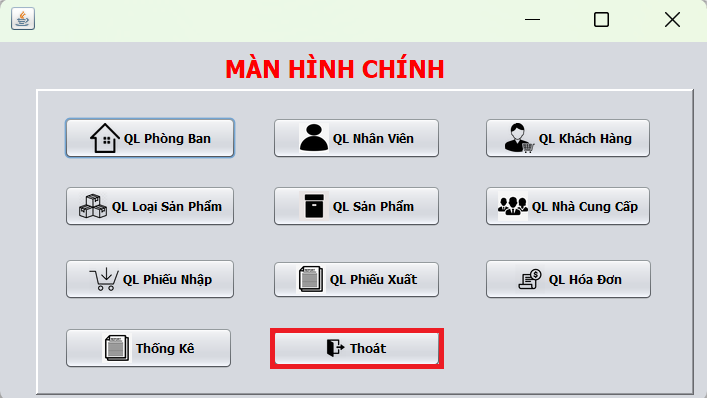 MÀN HÌNH CHÍNH
QL Phòng Ban
QL Nhân Viên
QL Khách Hàng
QL Loại Sản Phẩm
QL Sản Phẩm
QL Nhà Cung Cấp
QL Phiếu Nhập
QL Phiếu Xuất
QL Hóa Đơn
Thống Kê
Thoát